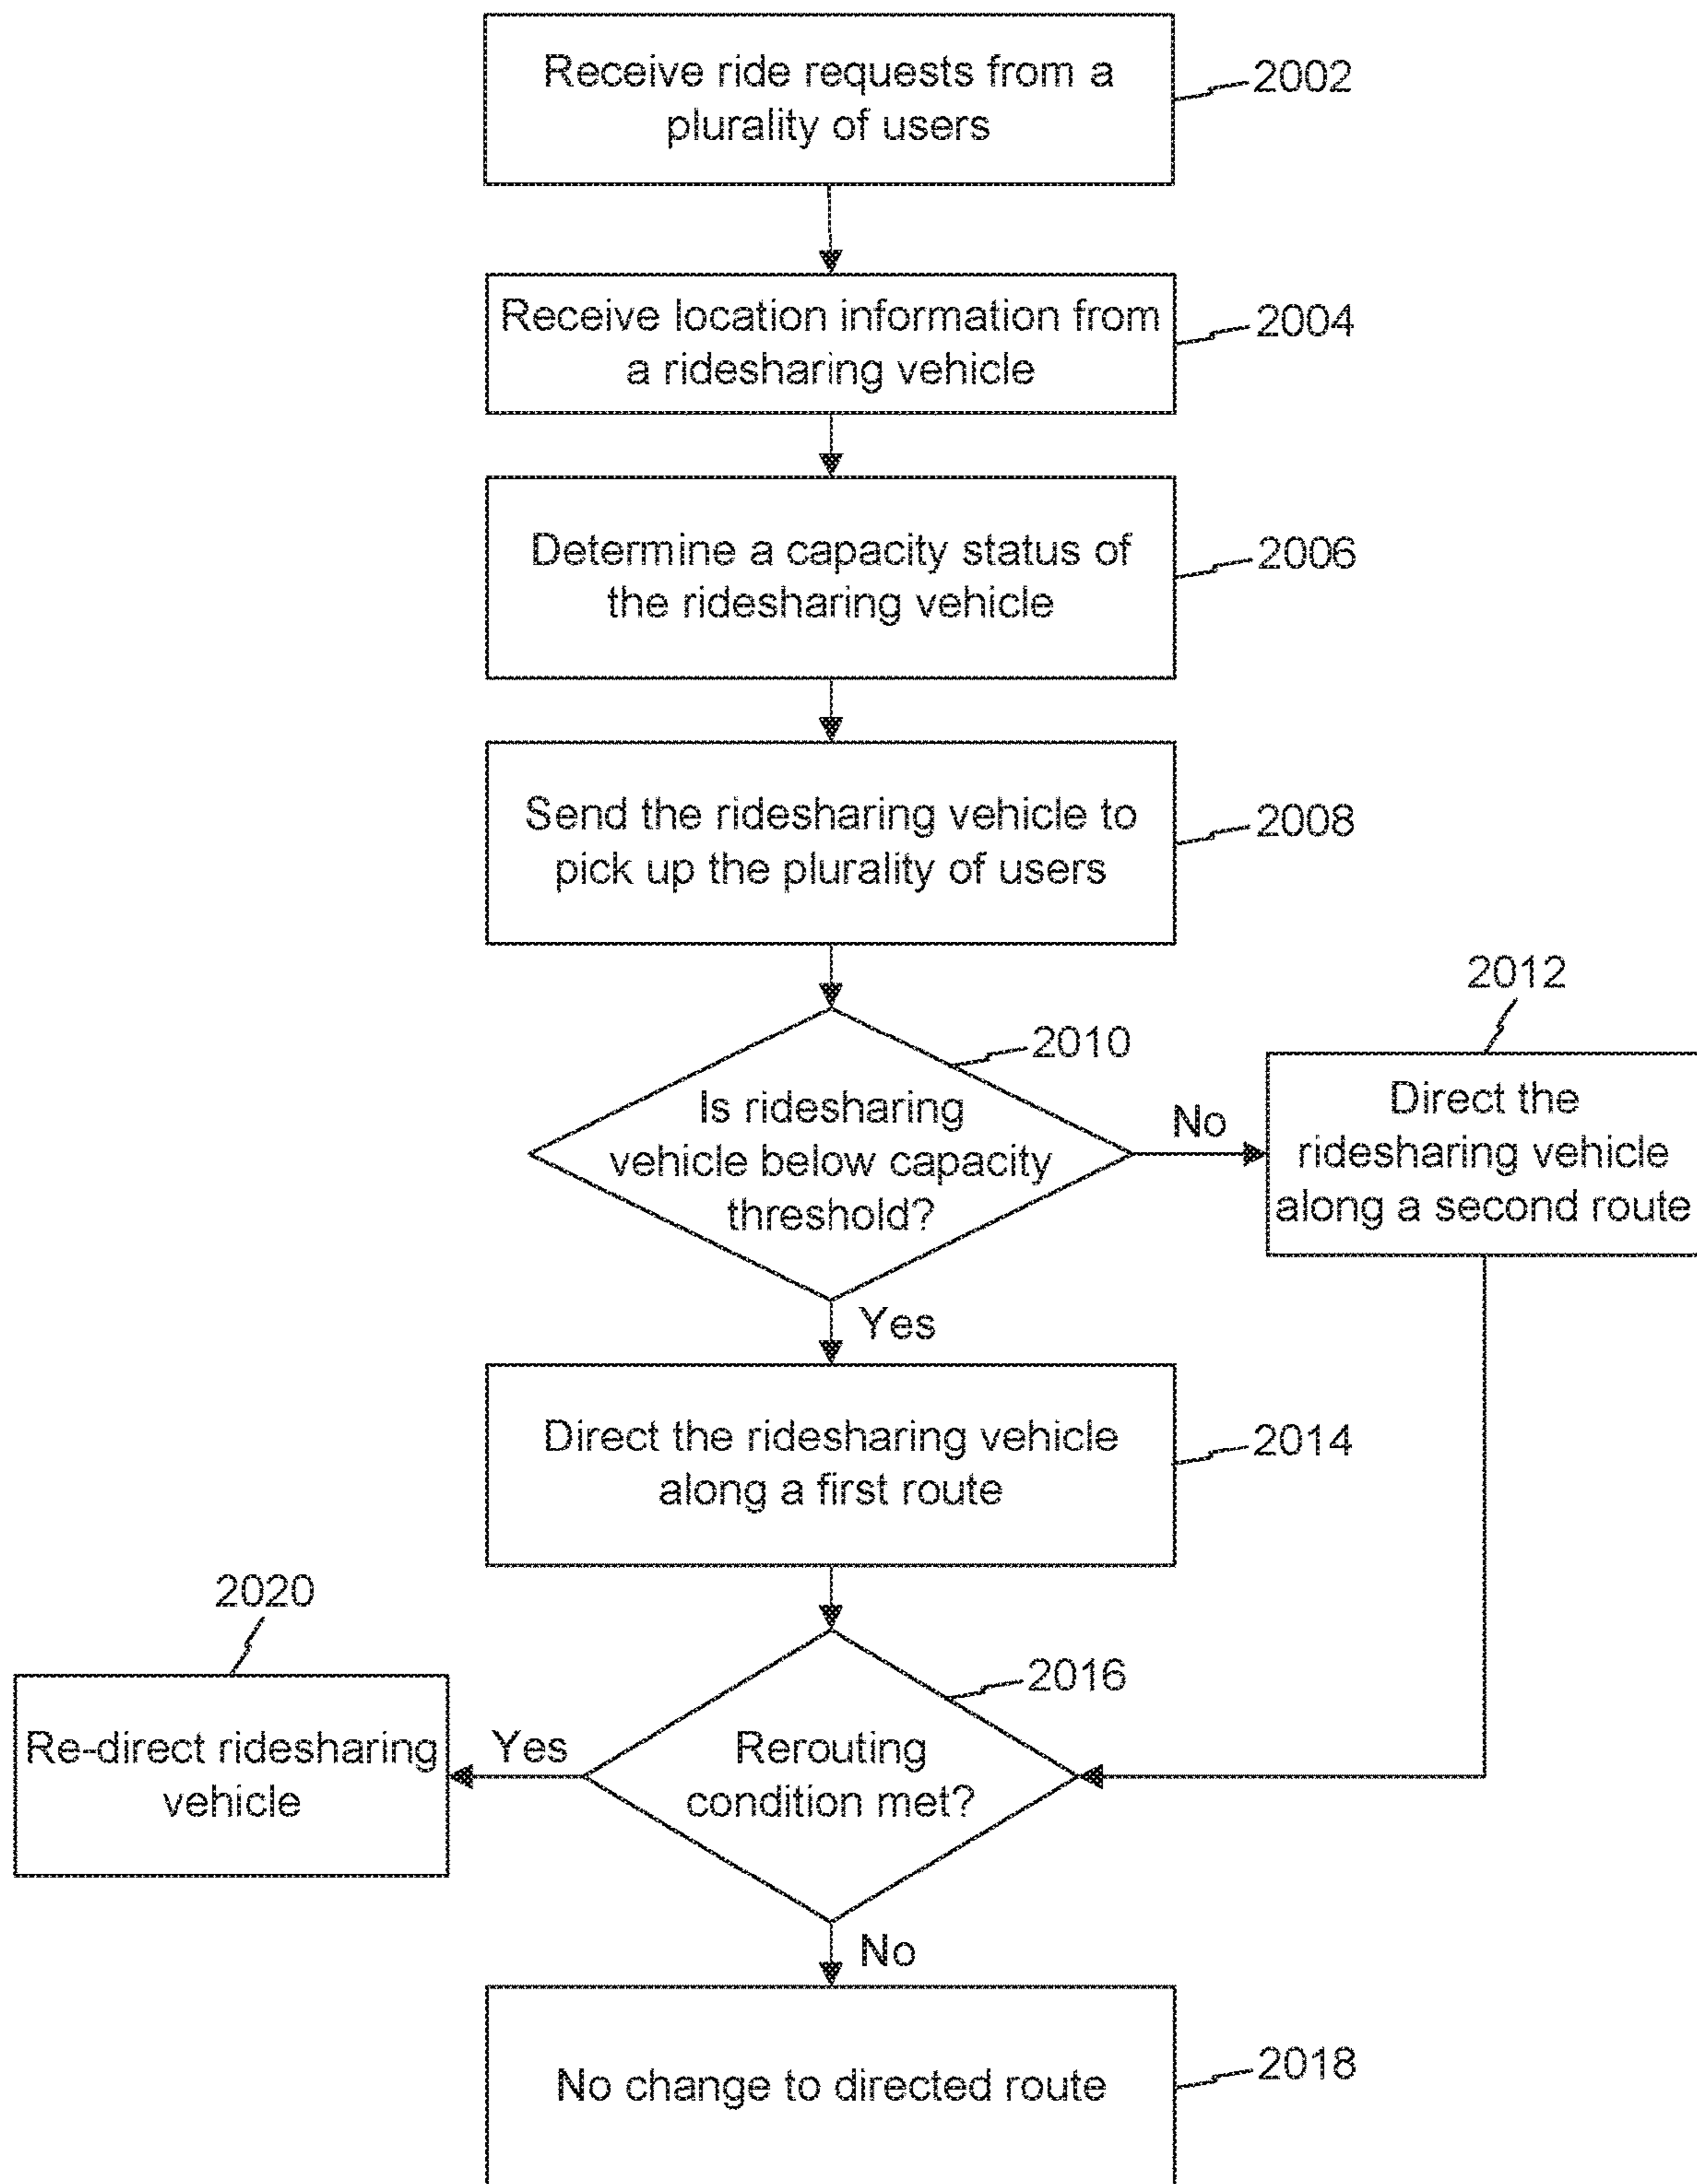 Receive ride requests from a
plurality of users
2002
Receive location information from
a ridesharing vehicle
2004
Determine a capacity status of
the ridesharing vehicle
2006
Send the ridesharing vehicle to
pick up the plurality of users
2008
2010
Is ridesharing
vehicle below capacity
threshold?
No
2012
Direct the
ridesharing vehicle
along a second route
Yes
Direct the ridesharing vehicle
along a first route
2014
2016
Rerouting
condition met?
Yes
2020
Re-direct ridesharing
vehicle
No
No change to directed route
2018